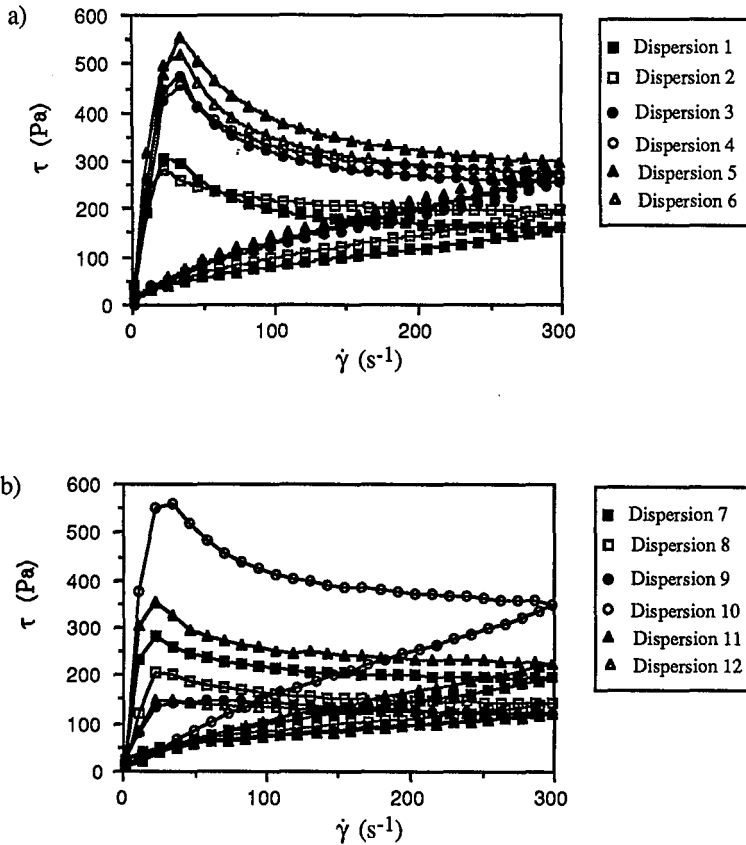 a)
600
500
400
300
200
100
0
τ (Pa)
0 100 200 300
γ̇ (s-1)
Dispersion 1
Dispersion 2
Dispersion 3
Dispersion 4
Dispersion 5
Dispersion 6
b)
600
500
400
300
200
100
0
τ (Pa)
0 100 200 300
γ̇ (s-1)
Dispersion 7
Dispersion 8
Dispersion 9
Dispersion 10
Dispersion 11
Dispersion 12